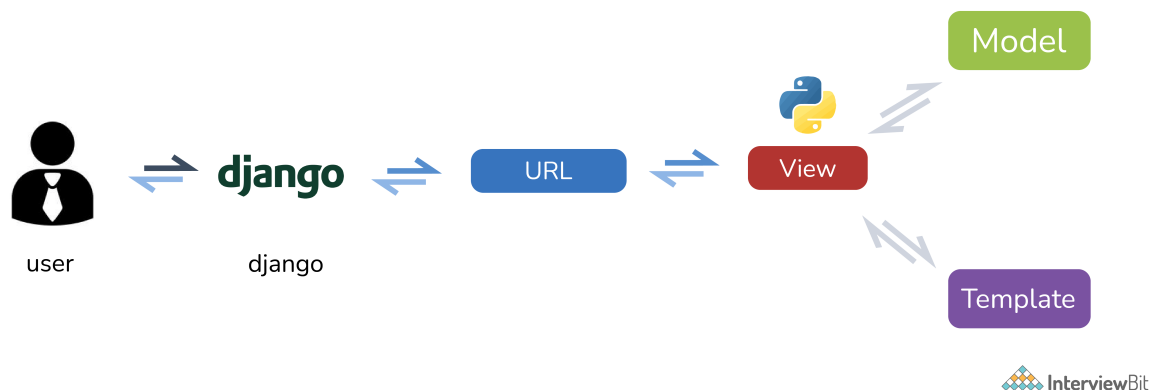 Model
django
URL
View
user
django
Template
InterviewBit